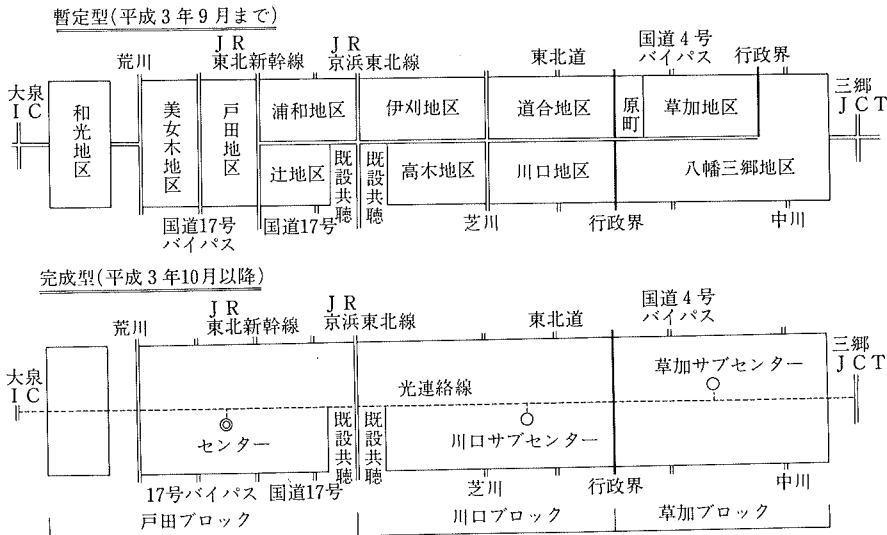 暫定型(平成3年9月まで)
荒川
JR
東北新幹線
JR
京浜東北線
東北道
国道4号
バイパス
行政界
大泉
IC
三郷
JCT
和光地区
美女木地区
戸田地区
浦和地区
伊刈地区
道合地区
原町
草加地区
辻地区
既設共聴
既設共聴
高木地区
川口地区
八幡三郷地区
国道17号
バイパス
国道17号
芝川
行政界
中川
完成型(平成3年10月以降)
荒川
JR
東北新幹線
JR
京浜東北線
東北道
国道4号
バイパス
大泉
IC
三郷
JCT
光連絡線
草加サブセンター
センター
既設共聴
既設共聴
川口サブセンター
17号バイパス
国道17号
芝川
行政界
中川
戸田ブロック
川口ブロック
草加ブロック